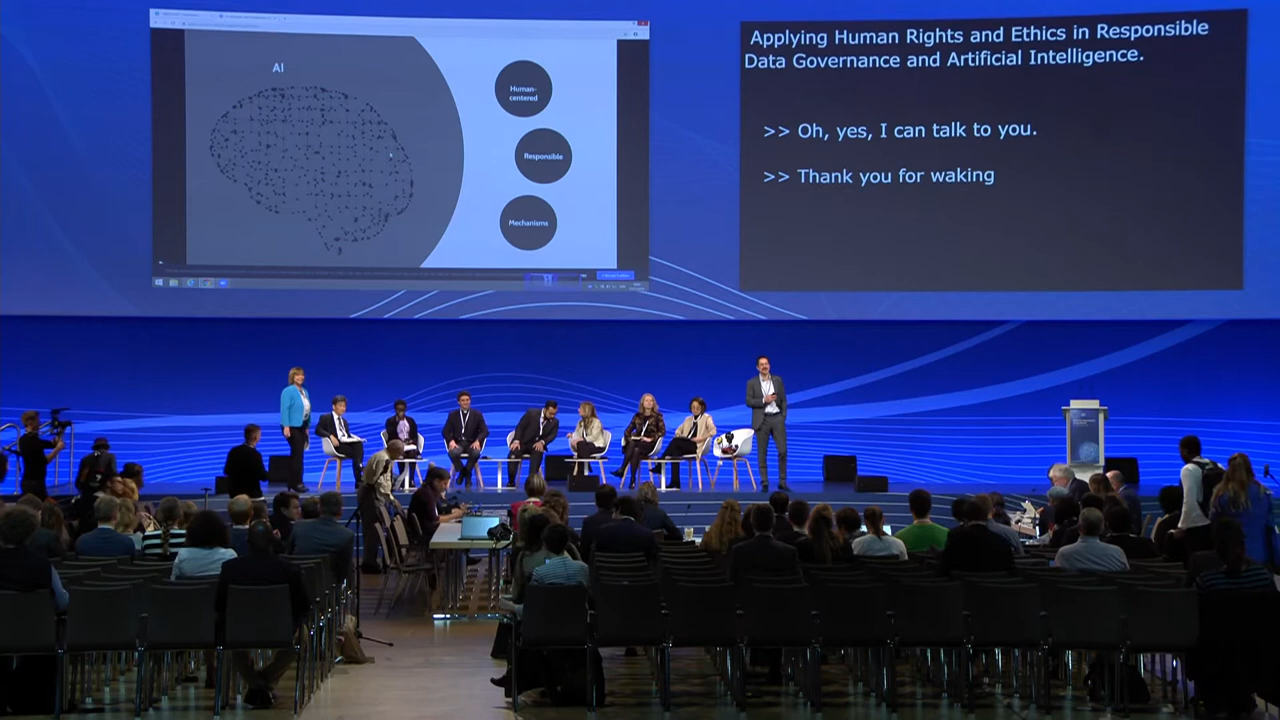 AI
Human-
centered
Responsible
Mechanisms
Applying Human Rights and Ethics in Responsible
Data Governance and Artificial Intelligence.
>> Oh, yes, I can talk to you.
>> Thank you for waking